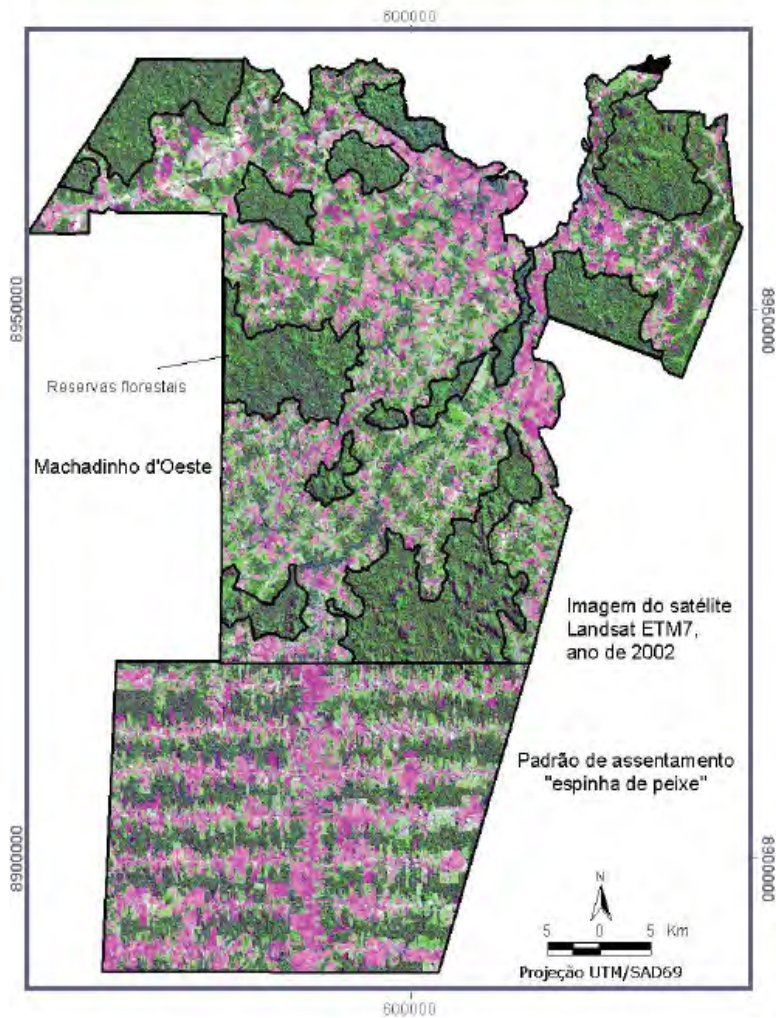 600000
8950000
8950000
Reservas florestais
Machadinho d'Oeste
Imagem do satélite
Landsat ETM7,
ano de 2002
Padrão de assentamento
"espinha de peixe"
8900000
8900000
N
5 0 5 Km
Projeção UTM/SAD69
600000